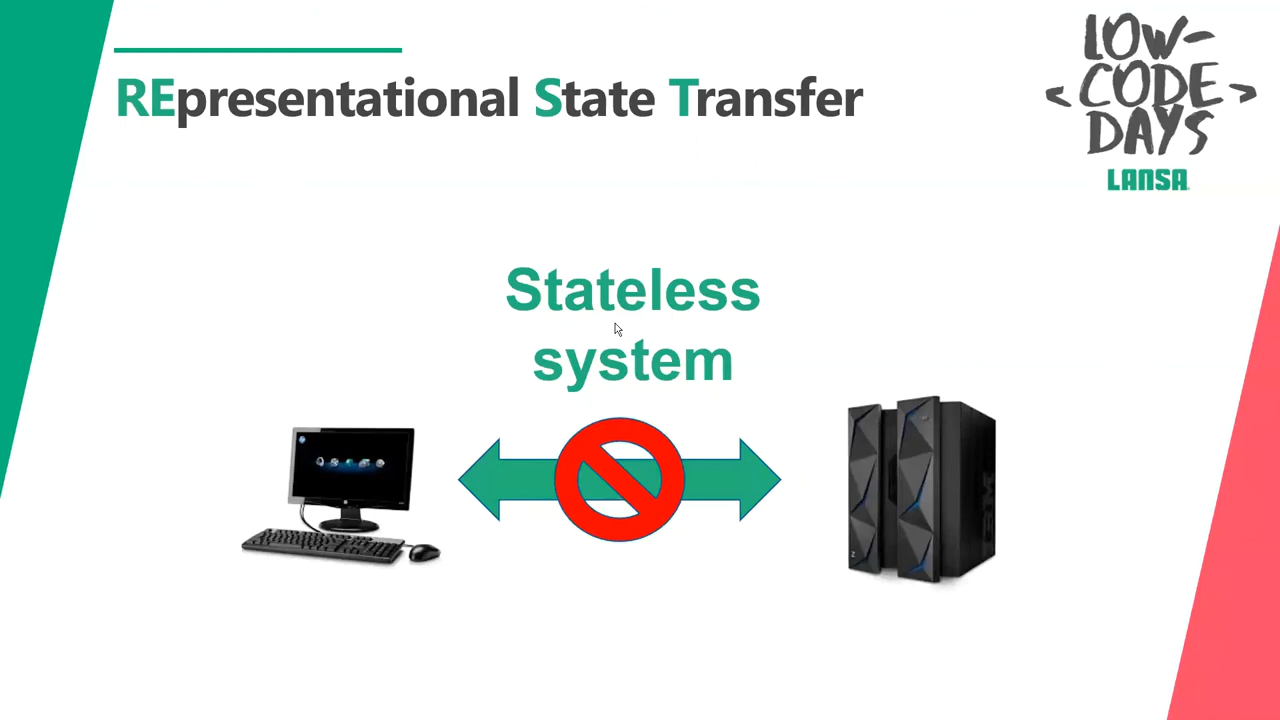 REpresentational State Transfer
LOW-
< CODE >
DAYS
LANSA
Stateless
system